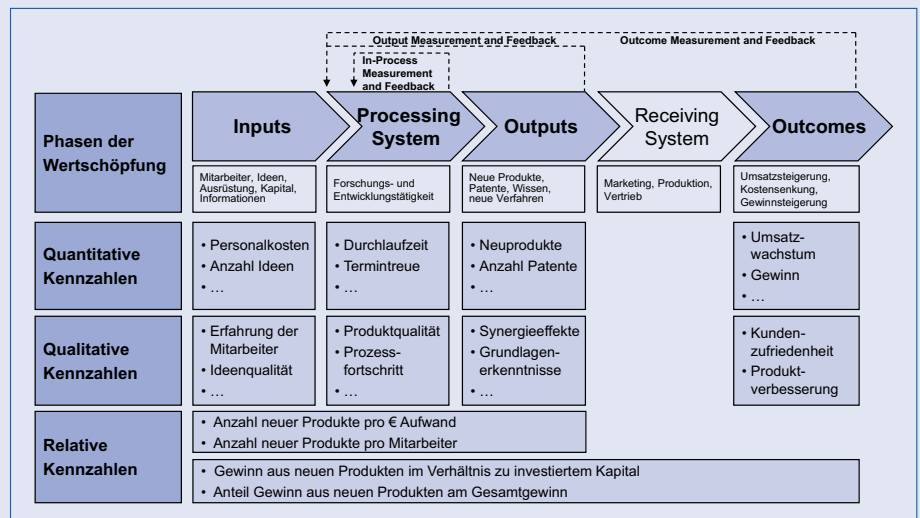 Output Measurement and Feedback
Outcome Measurement and Feedback
In-Process
Measurement
and Feedback
Phasen der
Wertschöpfung
Inputs
Processing
System
Outputs
Receiving
System
Outcomes
Mitarbeiter, Ideen,
Ausrüstung, Kapital,
Informationen
Forschungs- und
Entwicklungstätigkeit
Neue Produkte,
Patente, Wissen,
neue Verfahren
Marketing, Produktion,
Vertrieb
Umsatzsteigerung,
Kostensenkung,
Gewinnsteigerung
Quantitative
Kennzahlen
• Personalkosten
• Anzahl Ideen
• …
• Durchlaufzeit
• Termintreue
• …
• Neuprodukte
• Anzahl Patente
• …
• Umsatz-
wachstum
• Gewinn
• …
Qualitative
Kennzahlen
• Erfahrung der
Mitarbeiter
• Ideenqualität
• …
• Produktqualität
• Prozess-
fortschritt
• …
• Synergieeffekte
• Grundlagen-
erkenntnisse
• …
• Kunden-
zufriedenheit
• Produkt-
verbesserung
Relative
Kennzahlen
• Anzahl neuer Produkte pro € Aufwand
• Anzahl neuer Produkte pro Mitarbeiter
• Gewinn aus neuen Produkten im Verhältnis zu investiertem Kapital
• Anteil Gewinn aus neuen Produkten am Gesamtgewinn